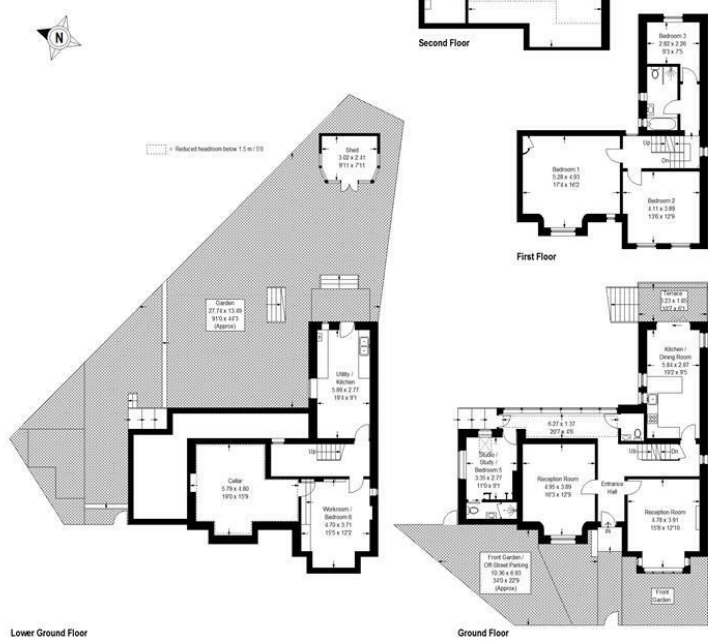 N
= Reduced headroom below 1.5 m / 5'0
Second Floor
Shed
3.02 x 2.41
9'11 x 7'11
Garden
27.74 x 13.49
91'0 x 44'3
(Approx)
Utility /
Kitchen
5.89 x 2.77
19'4 x 9'1
Cellar
5.79 x 4.80
19'0 x 15'9
Up
Workroom /
Bedroom 6
4.70 x 3.71
15'5 x 12'2
Lower Ground Floor
Bedroom 3
2.82 x 2.26
9'3 x 7'5
Bedroom 1
5.28 x 4.93
17'4 x 16'2
Up
Dn
Bedroom 2
4.11 x 3.89
13'6 x 12'9
First Floor
Terrace
3.23 x 1.85
10'7 x 6'1
Kitchen /
Dining Room
5.84 x 2.87
19'2 x 9'5
6.27 x 1.37
20'7 x 4'6
Studio /
Study /
Bedroom 5
3.35 x 2.77
11'0 x 9'1
Reception Room
4.95 x 3.89
16'3 x 12'9
Up
Dn
Entrance
Hall
Reception Room
4.78 x 3.91
15'8 x 12'10
IN
Front Garden /
Off-Street Parking
10.36 x 6.93
34'0 x 22'9
(Approx)
Front
Garden
Ground Floor